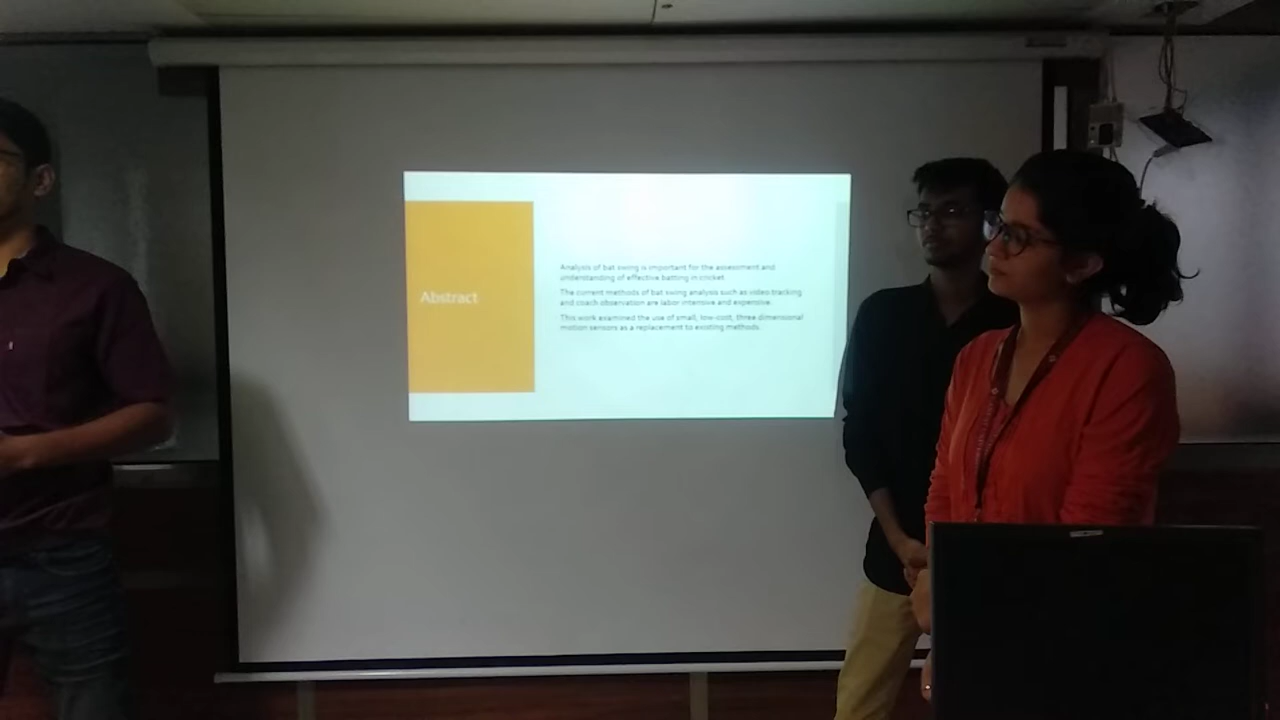 Abstract
Analysis of bat swing is important for the assessment and
understanding of effective batting in cricket.
The current methods of bat swing analysis such as video tracking
and coach observation are labor intensive and expensive.
This work examined the use of small, low-cost, three dimensional
motion sensors as a replacement to existing methods.